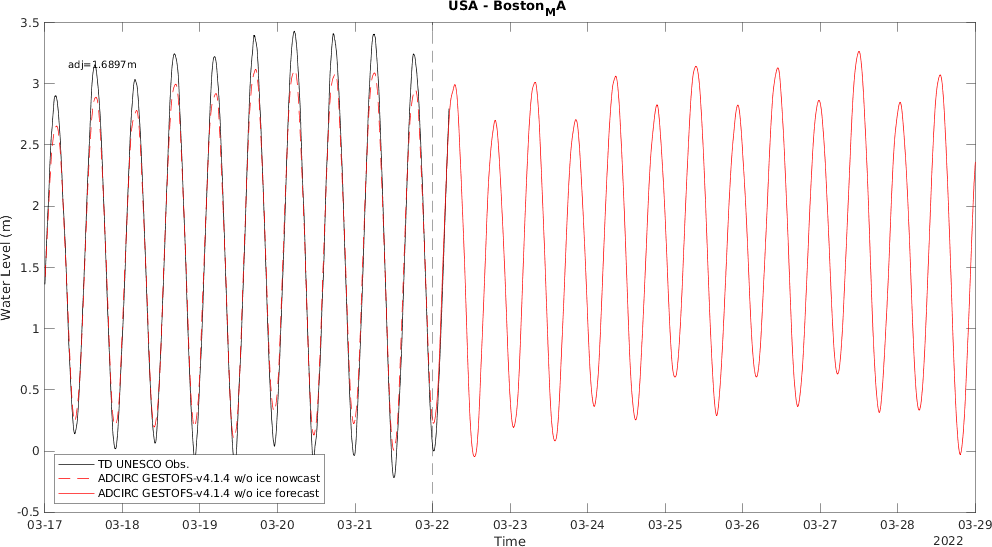 USA - Boston_MA
adj=1.6897m
3.5
3
2.5
2
1.5
1
0.5
0
-0.5
Water Level (m)
TD UNESCO Obs.
ADCIRC GESTOFS-v4.1.4 w/o ice nowcast
ADCIRC GESTOFS-v4.1.4 w/o ice forecast
03-17 03-18 03-19 03-20 03-21 03-22 03-23 03-24 03-25 03-26 03-27 03-28 03-29
Time
2022